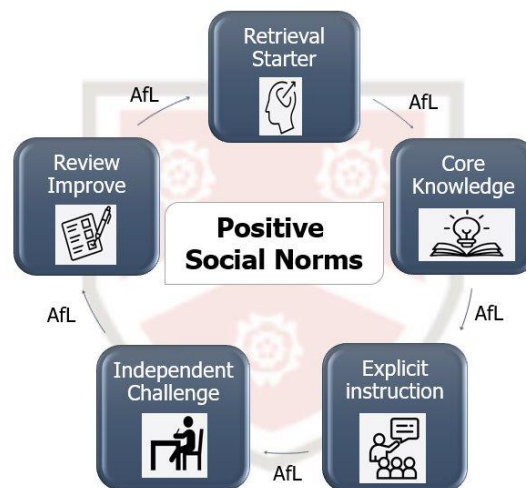 Retrieval
Starter
AfL
AfL
Review
Improve
Core
Knowledge
Positive
Social Norms
AfL
AfL
Independent
Challenge
Explicit
instruction
AfL